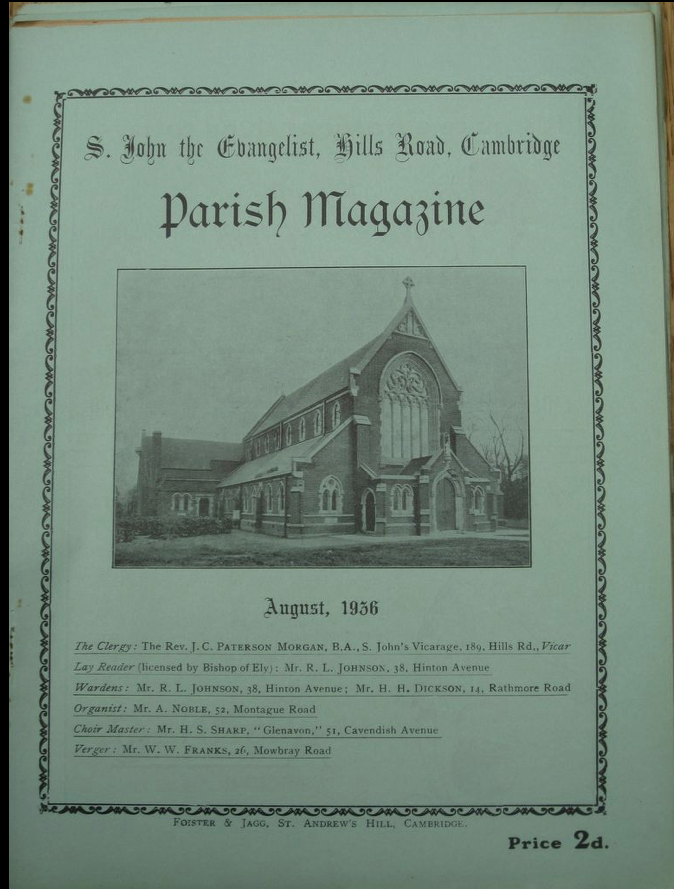 S. John the Evangelist, Hills Road, Cambridge
Parish Magazine
August, 1936
The Clergy: The Rev. J. C. PATERSON MORGAN, B.A., S. John's Vicarage, 189, Hills Rd., Vicar
Lay Reader (licensed by Bishop of Ely): Mr. R. L. JOHNSON, 38, Hinton Avenue
Wardens: Mr. R. L. JOHNSON, 38, Hinton Avenue; Mr. H. H. DICKSON, 14, Rathmore Road
Organist: Mr. A. NOBLE, 52, Montague Road
Choir Master: Mr. H. S. SHARP, "Glenavon," 51, Cavendish Avenue
Verger: Mr. W. W. FRANKS, 26, Mowbray Road
FOISTER & JAGG, ST. ANDREW'S HILL, CAMBRIDGE.
Price 2d.